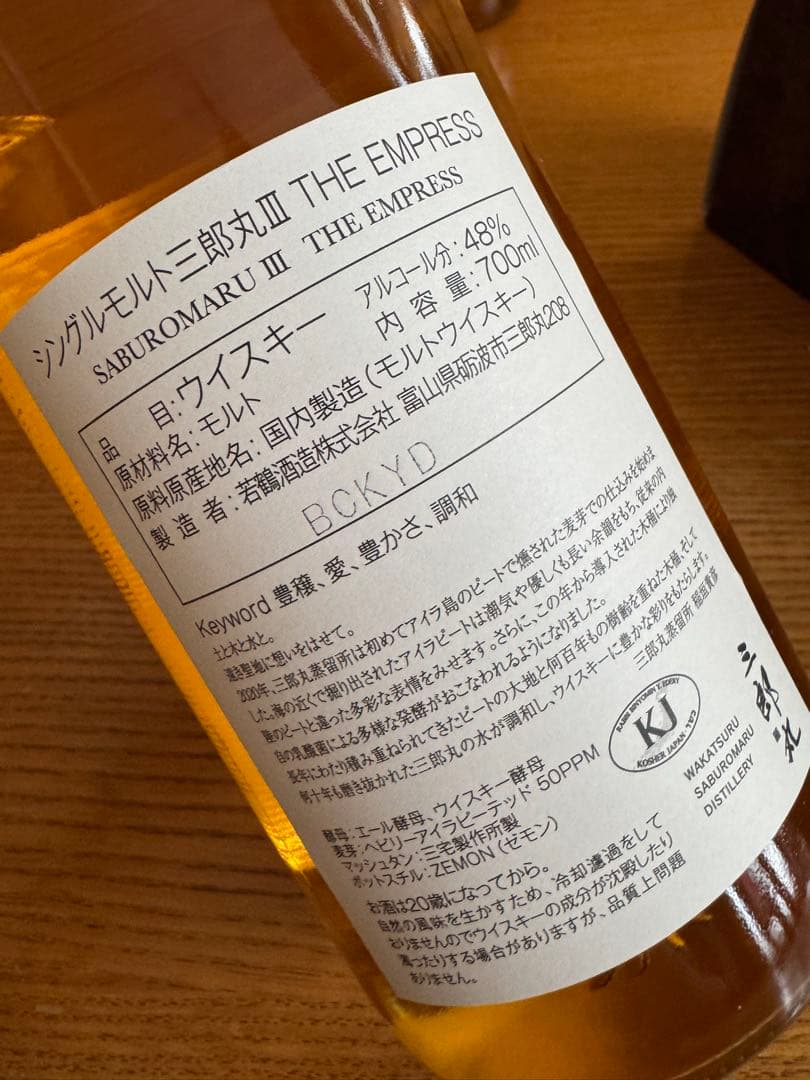 シングルモルト三郎丸Ⅲ THE EMPRESS
SABUROMARU Ⅲ THE EMPRESS
品目:ウイスキー アルコール分:48%
原材料名:モルト 内容量:700ml
原料原産地名:国内製造(モルトウイスキー)
製造者:若鶴酒造株式会社 富山県砺波市三郎丸208
BCKYD
Keyword 豊穣、愛、豊かさ、調和
土と木と水と。
遠き聖地に想いをはせて。
2020年、三郎丸蒸留所は初めてアイラ島のピートで燻された麦芽での仕込みを始めま
した。海の近くで掘り出されたアイラピートは潮気や優しくも長い余韻をもち、従来の内
陸のピートと違った多彩な表情をみせます。さらに、この年から導入された木桶により独
自の乳酸菌による多様な発酵がおこなわれるようになりました。
長年にわたり積み重ねられてきたピートの大地と何百年もの樹齢を重ねた木桶、そして
何十年も磨き抜かれた三郎丸の水が調和し、ウイスキーに豊かな彩りをもたらします。
三郎丸蒸留所 稲垣貴彦
酵母:エール酵母、ウイスキー酵母
麦芽:ヘビリーアイラピーテッド 50PPM
マッシュタン:三宅製作所製
ポットスチル:ZEMON(ゼモン)
KJ
KOSHER JAPAN
三郎丸
WAKATSURU
SABUROMARU
DISTILLERY
お酒は20歳になってから。
自然の風味を生かすため、冷却濾過をして
おりませんのでウイスキーの成分が沈殿したり
濁ったりする場合がありますが、品質上問題
ありません。